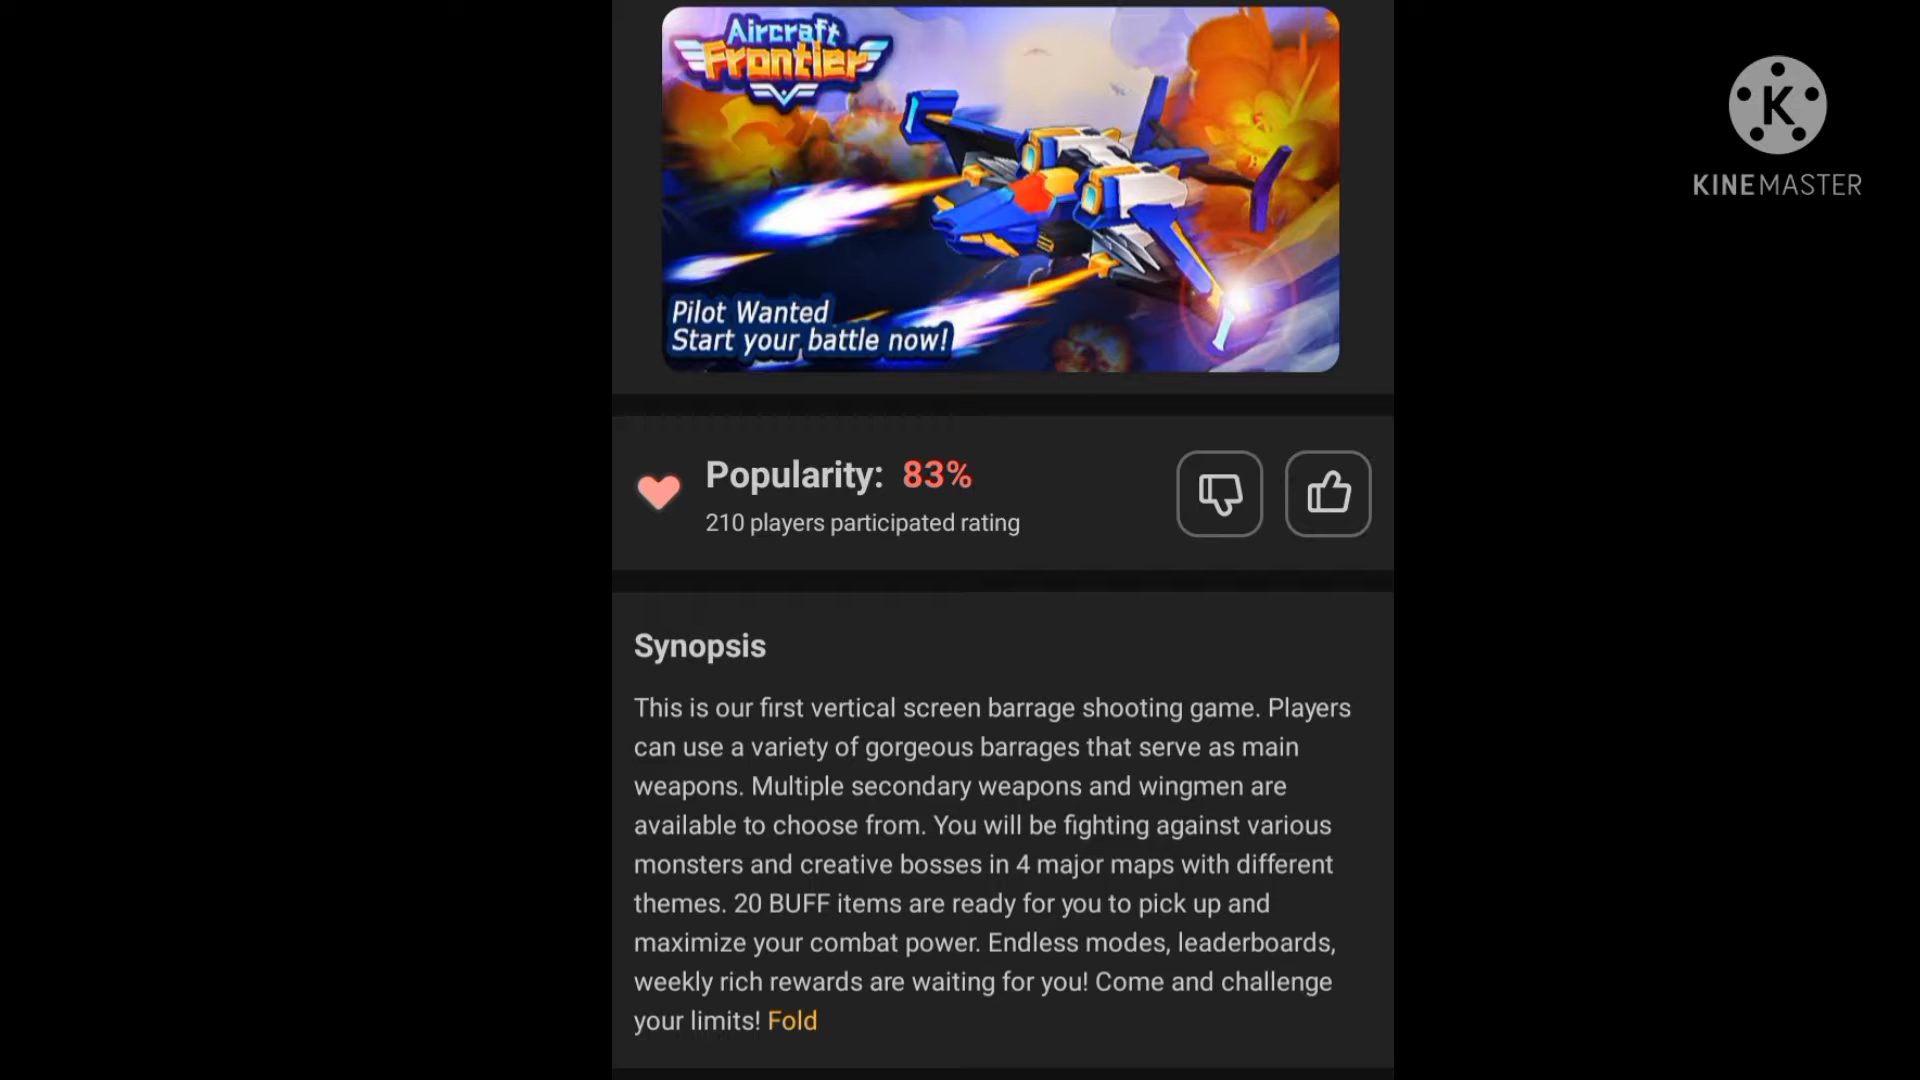 Aircraft
Frontier
Pilot Wanted
Start your battle now!
K
KINEMASTER
Popularity: 83%
210 players participated rating
Synopsis
This is our first vertical screen barrage shooting game. Players
can use a variety of gorgeous barrages that serve as main
weapons. Multiple secondary weapons and wingmen are
available to choose from. You will be fighting against various
monsters and creative bosses in 4 major maps with different
themes. 20 BUFF items are ready for you to pick up and
maximize your combat power. Endless modes, leaderboards,
weekly rich rewards are waiting for you! Come and challenge
your limits! Fold